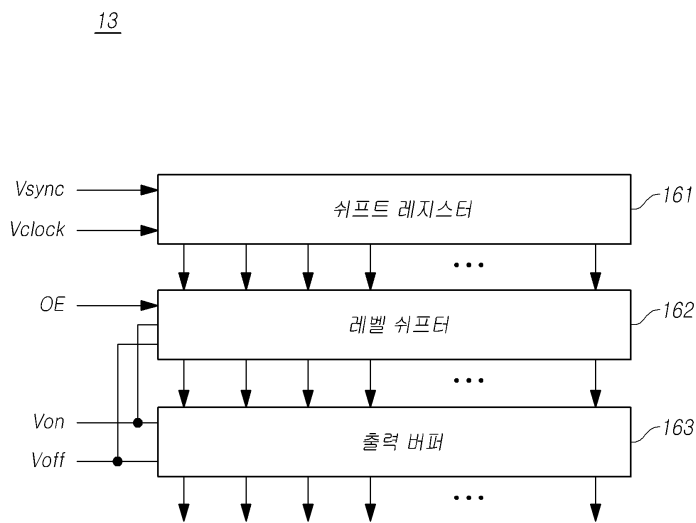 13
Vsync
쉬프트 레지스터
161
Vclock
OE
레벨 쉬프터
162
Von
출력 버퍼
163
Voff